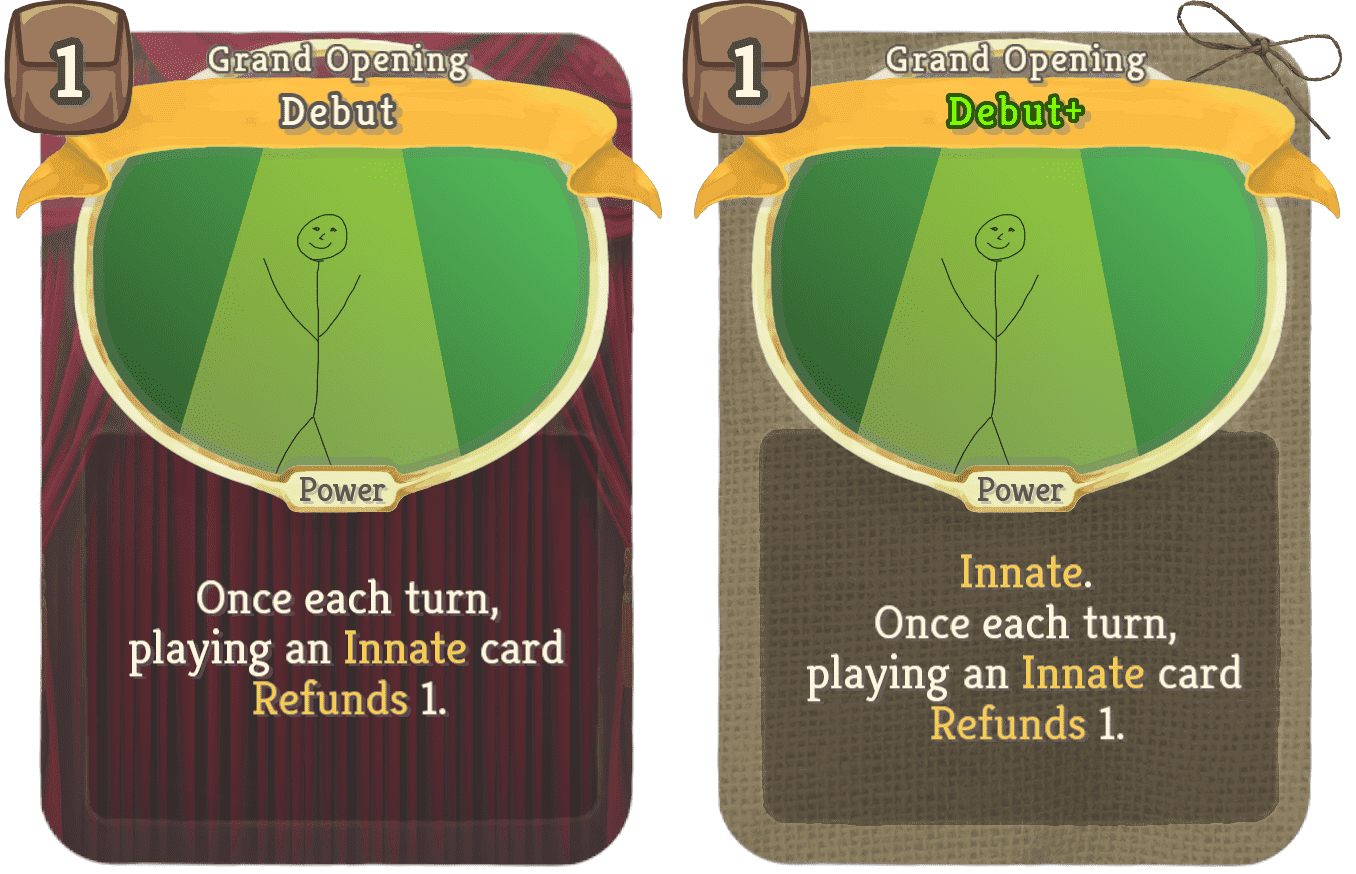 1
Grand Opening
Debut
Power
Once each turn,
playing an Innate card
Refunds 1.
1
Grand Opening
Debut+
Power
Innate.
Once each turn,
playing an Innate card
Refunds 1.